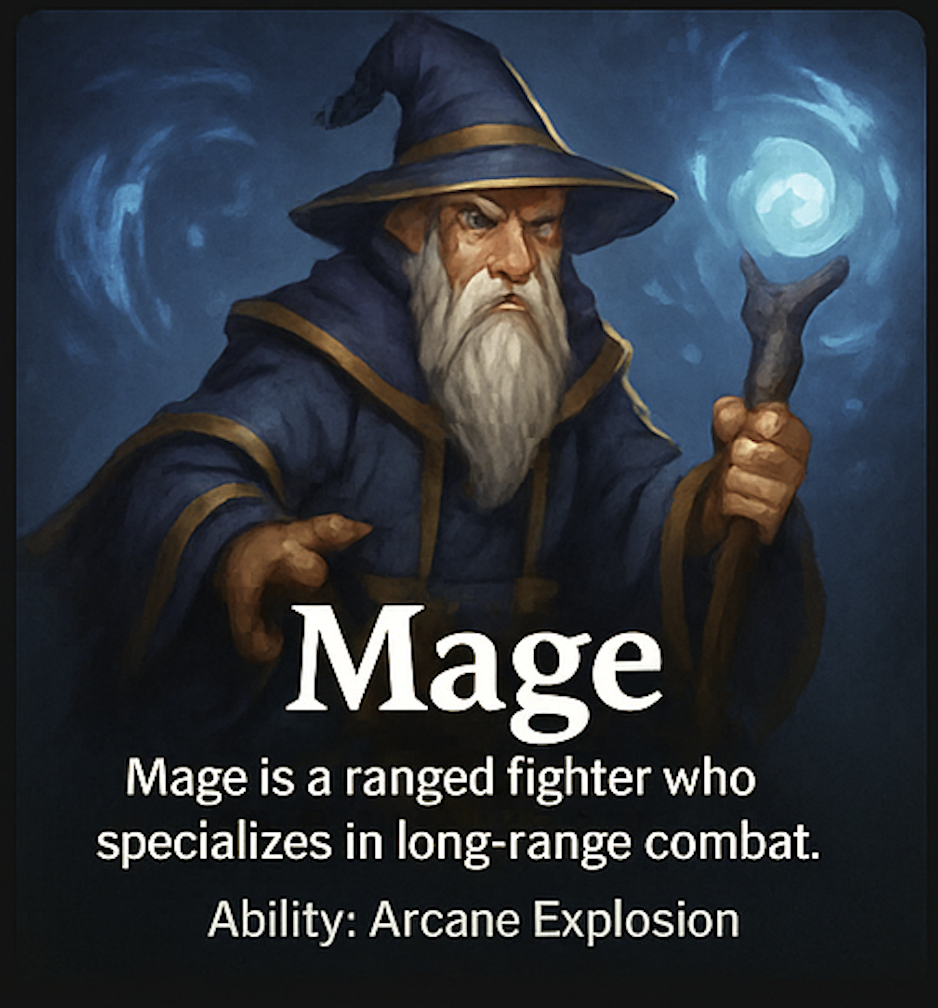 Mage
Mage is a ranged fighter who
specializes in long-range combat.
Ability: Arcane Explosion